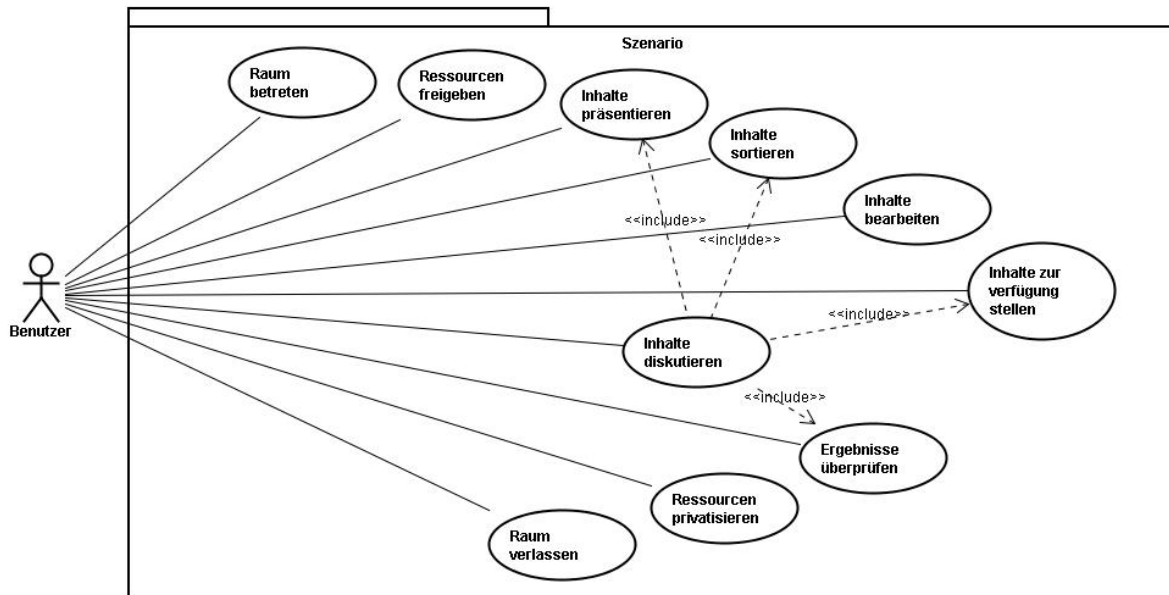 Szenario
Raum
betreten
Ressourcen
freigeben
Inhalte
präsentieren
Inhalte
sortieren
Inhalte
bearbeiten
<<include>>
<<include>>
Inhalte zur
verfügung
stellen
<<include>>
Benutzer
Inhalte
diskutieren
<<include>>
Ergebnisse
überprüfen
Ressourcen
privatisieren
Raum
verlassen